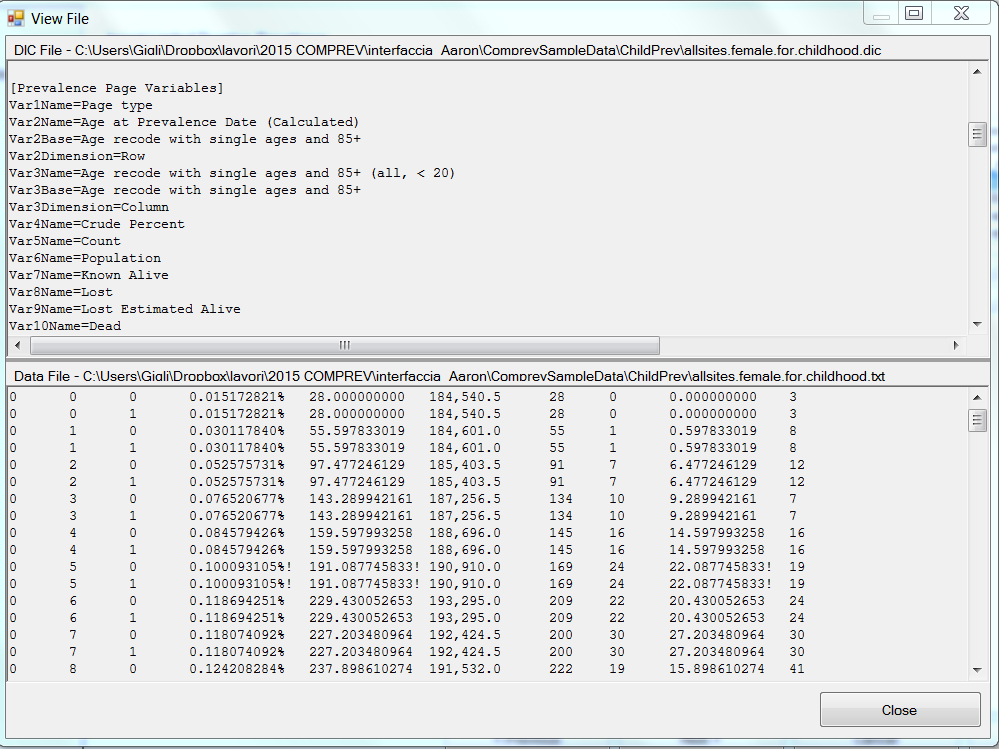 View File
DIC File - C:\Users\Gigli\Dropbox\lavori\2015 COMPREV\interfaccia_Aaron\ComprevSampleData\ChildPrev\allsites.female.for.childhood.dic
[Prevalence Page Variables]
Var1Name=Page type
Var2Name=Age at Prevalence Date (Calculated)
Var2Base=Age recode with single ages and 85+
Var2Dimension=Row
Var3Name=Age recode with single ages and 85+ (all, < 20)
Var3Base=Age recode with single ages and 85+
Var3Dimension=Column
Var4Name=Crude Percent
Var5Name=Count
Var6Name=Population
Var7Name=Known Alive
Var8Name=Lost
Var9Name=Lost Estimated Alive
Var10Name=Dead
Data File - C:\Users\Gigli\Dropbox\lavori\2015 COMPREV\interfaccia_Aaron\ComprevSampleData\ChildPrev\allsites.female.for.childhood.txt
0 0 0 0.015172821% 28.000000000 184,540.5 28 0 0.000000000 3
0 0 1 0.015172821% 28.000000000 184,540.5 28 0 0.000000000 3
0 1 0 0.030117840% 55.597833019 184,601.0 55 1 0.597833019 8
0 1 1 0.030117840% 55.597833019 184,601.0 55 1 0.597833019 8
0 2 0 0.052575731% 97.477246129 185,403.5 91 7 6.477246129 12
0 2 1 0.052575731% 97.477246129 185,403.5 91 7 6.477246129 12
0 3 0 0.076520677% 143.289942161 187,256.5 134 10 9.289942161 7
0 3 1 0.076520677% 143.289942161 187,256.5 134 10 9.289942161 7
0 4 0 0.084579426% 159.597993258 188,696.0 145 16 14.597993258 16
0 4 1 0.084579426% 159.597993258 188,696.0 145 16 14.597993258 16
0 5 0 0.100093105%! 191.087745833! 190,910.0 169 24 22.087745833! 19
0 5 1 0.100093105%! 191.087745833! 190,910.0 169 24 22.087745833! 19
0 6 0 0.118694251% 229.430052653 193,295.0 209 22 20.430052653 24
0 6 1 0.118694251% 229.430052653 193,295.0 209 22 20.430052653 24
0 7 0 0.118074092% 227.203480964 192,424.5 200 30 27.203480964 30
0 7 1 0.118074092% 227.203480964 192,424.5 200 30 27.203480964 30
0 8 0 0.124208284% 237.898610274 191,532.0 222 19 15.898610274 41
Close